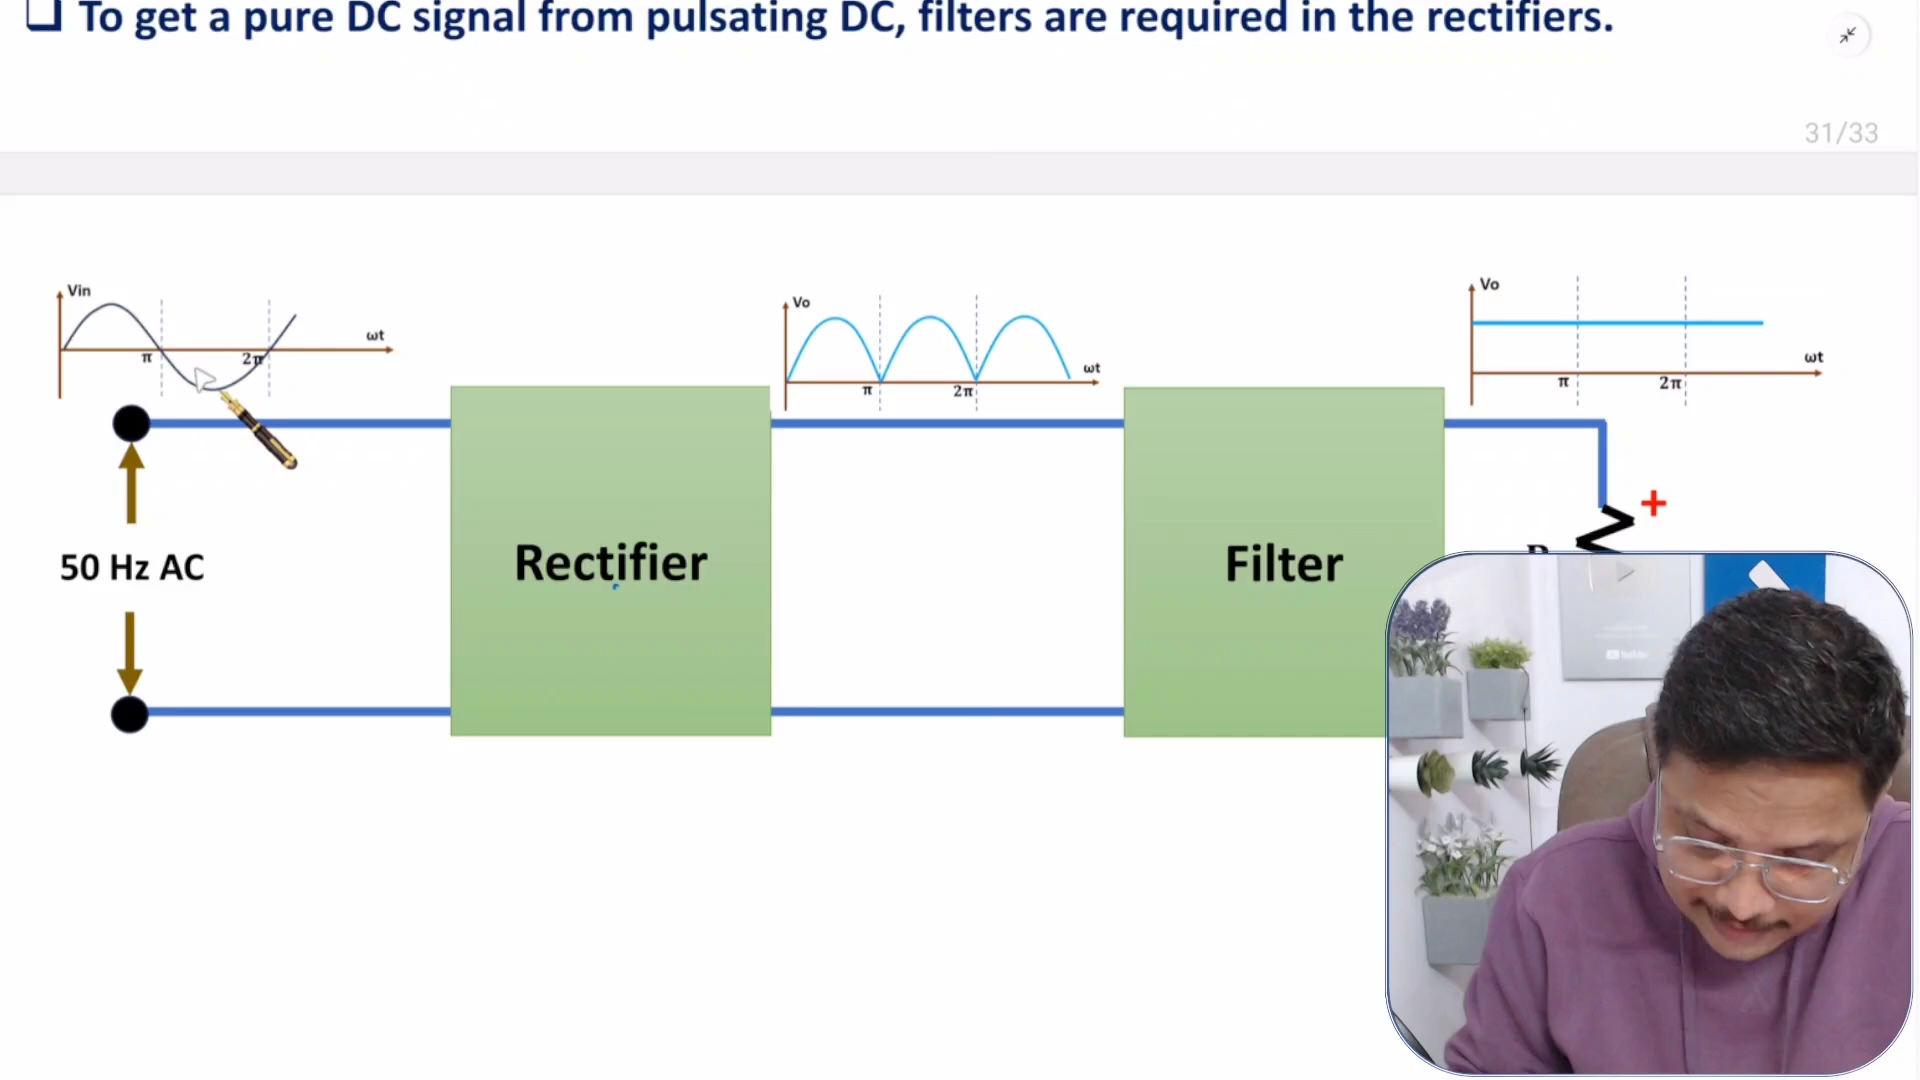 ❑ To get a pure DC signal from pulsating DC, filters are required in the rectifiers.
31/33
Vin
ωt
π
2π
Vo
ωt
π
2π
Vo
ωt
π
2π
+
50 Hz AC
Rectifier
Filter